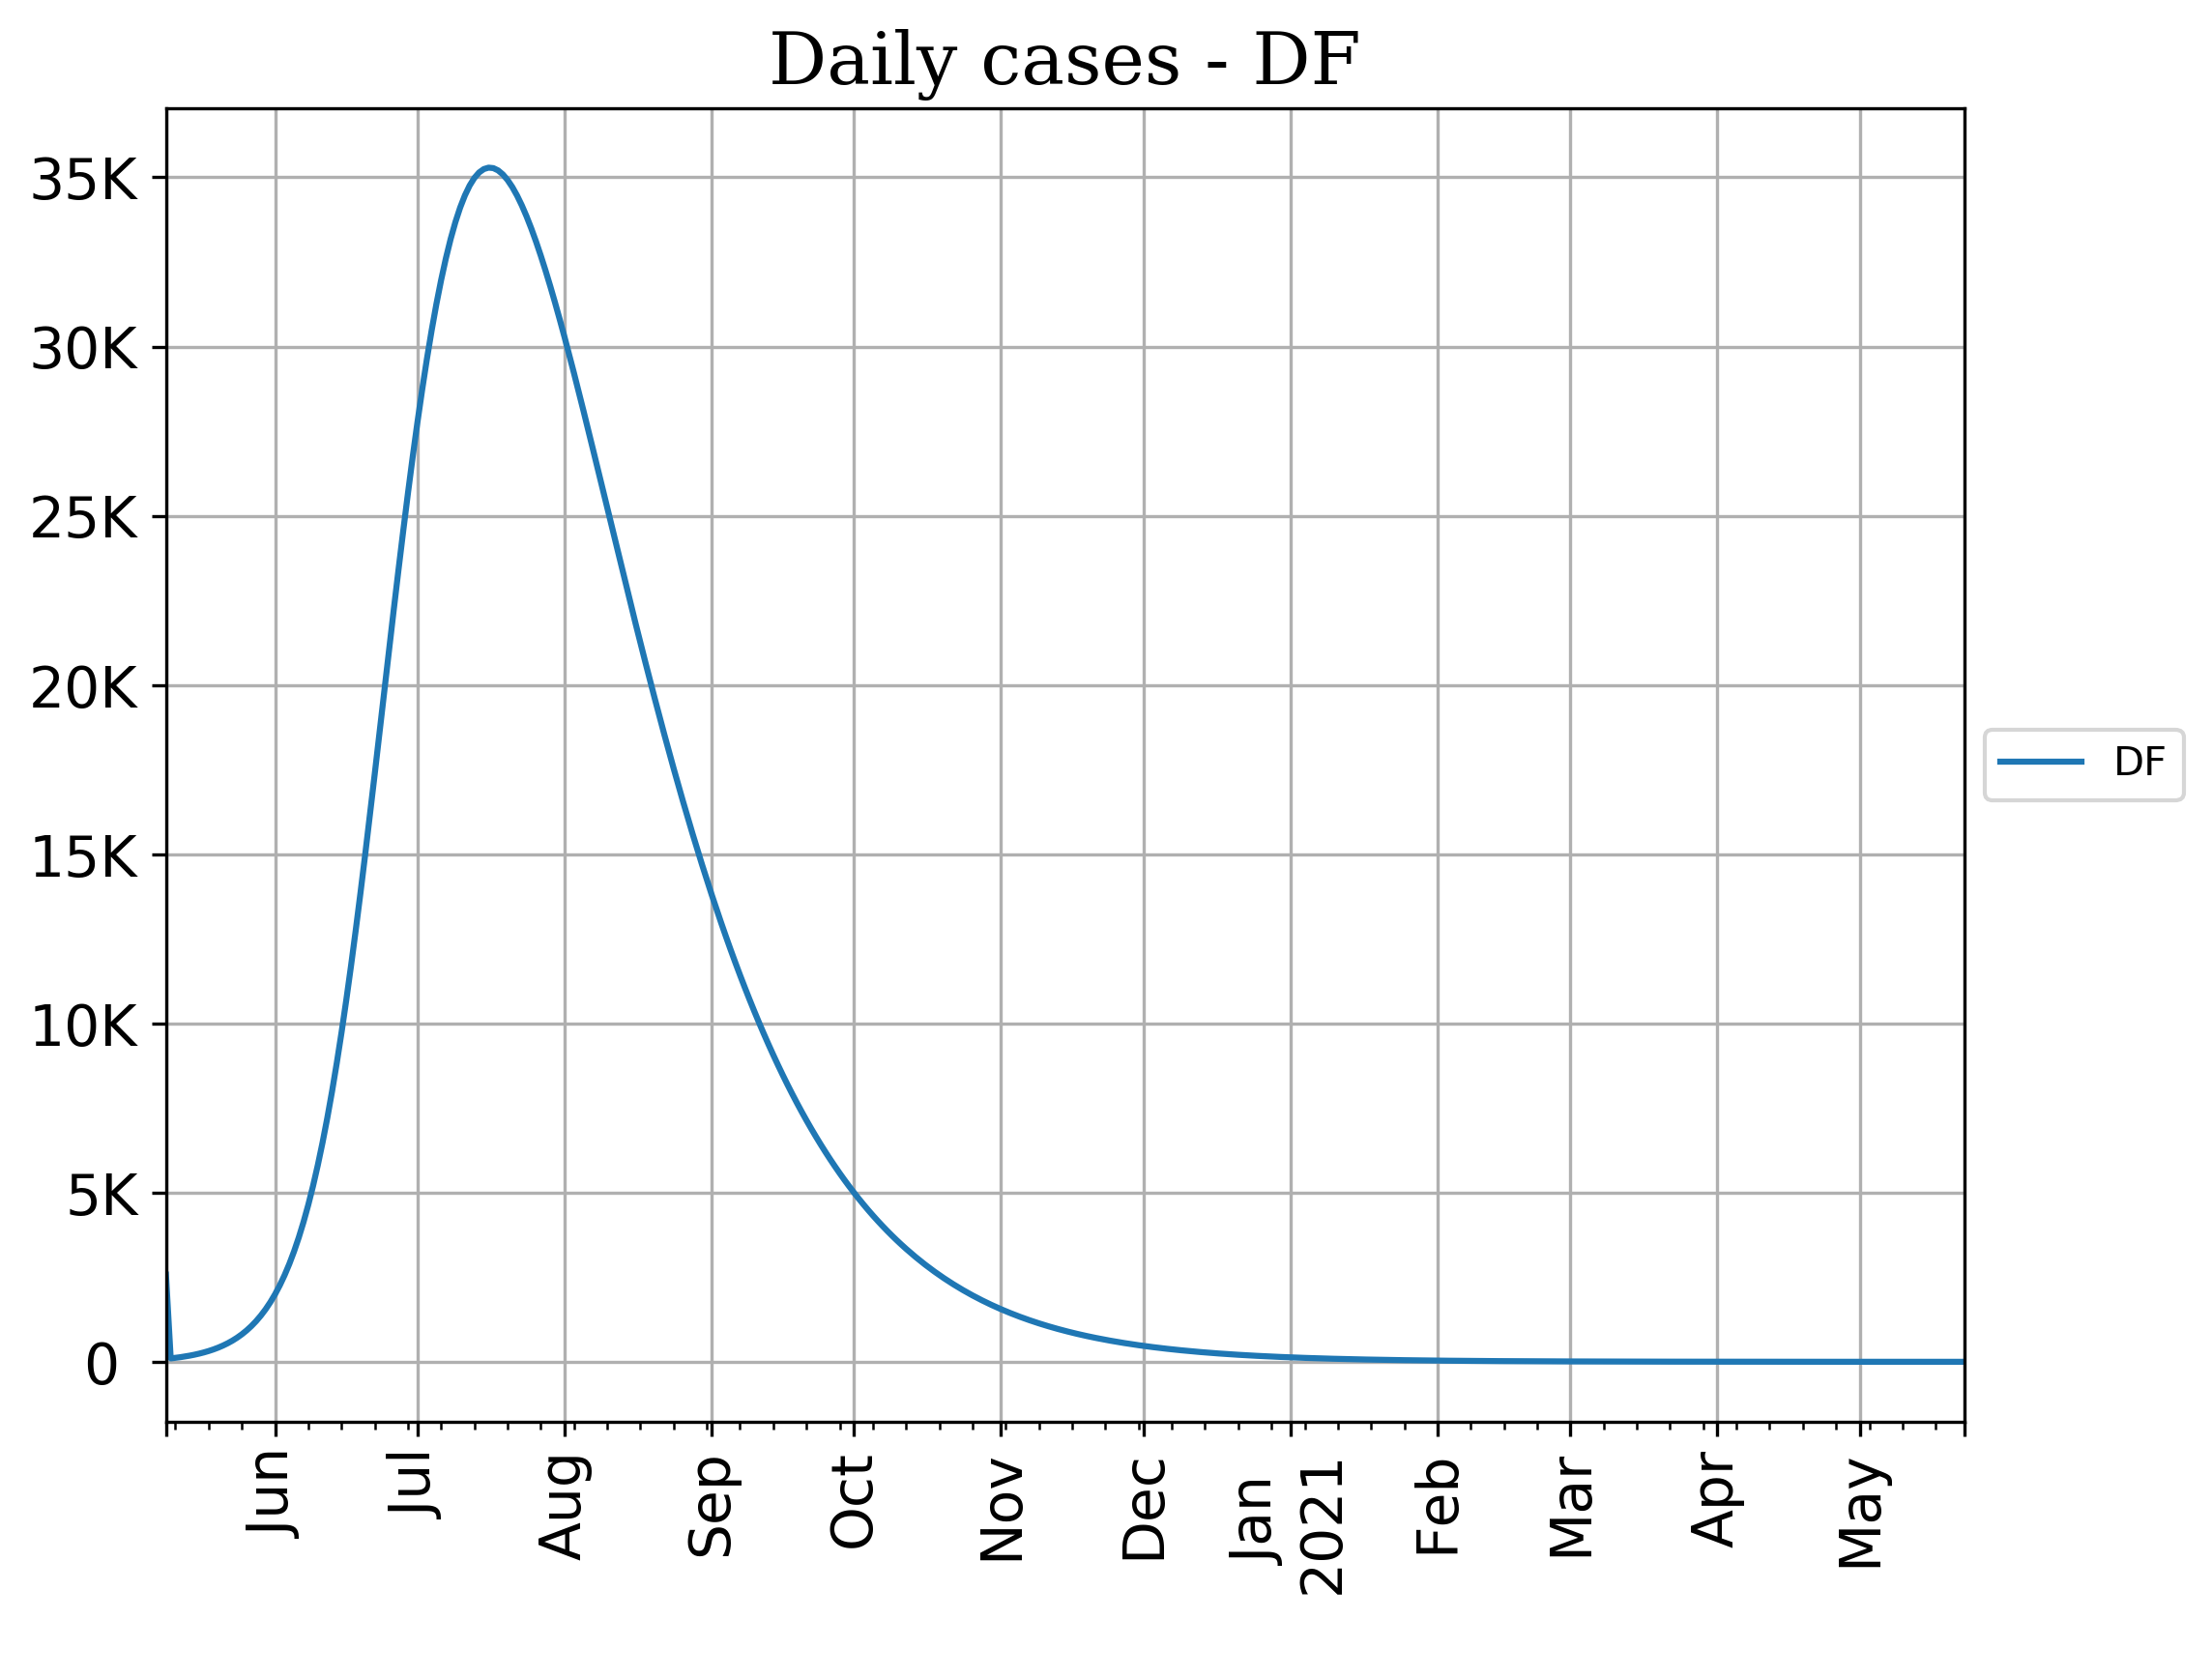 Daily cases - DF
35K
30K
25K
20K
15K
10K
5K
0
DF
Jun
Jul
Aug
Sep
Oct
Nov
Dec
Jan
2021
Feb
Mar
Apr
May